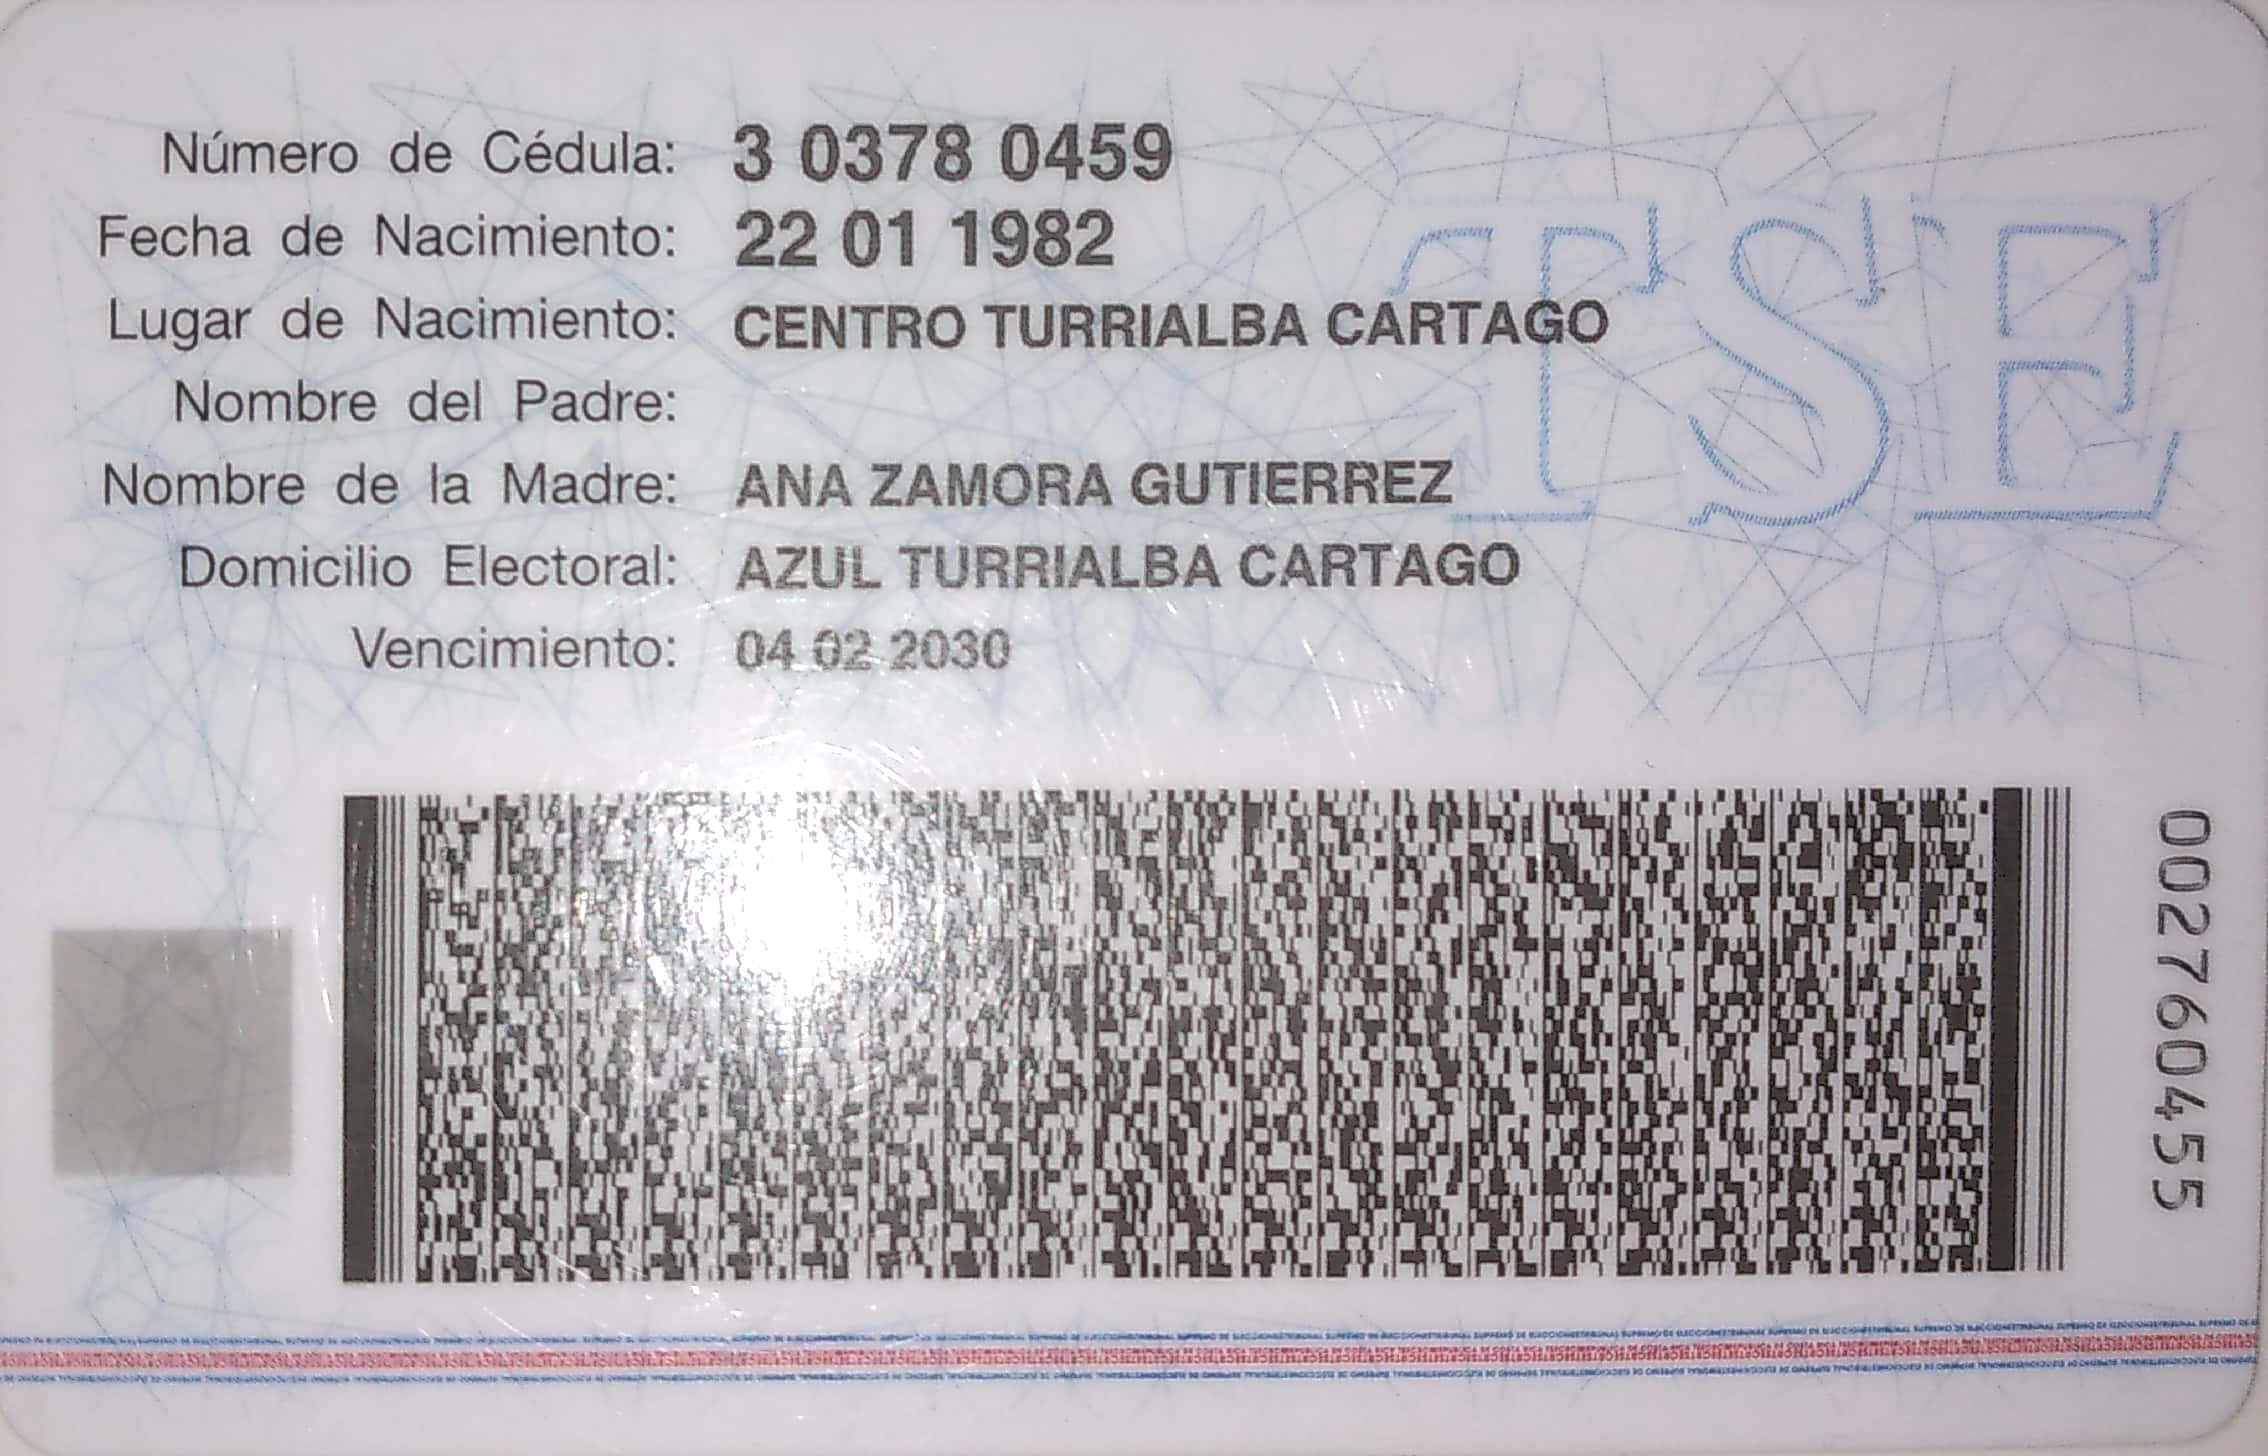 Número de Cédula: 3 0378 0459
Fecha de Nacimiento: 22 01 1982
Lugar de Nacimiento: CENTRO TURRIALBA CARTAGO
Nombre del Padre:
Nombre de la Madre: ANA ZAMORA GUTIERREZ
Domicilio Electoral: AZUL TURRIALBA CARTAGO
Vencimiento: 04 02 2030
TSE
002760455